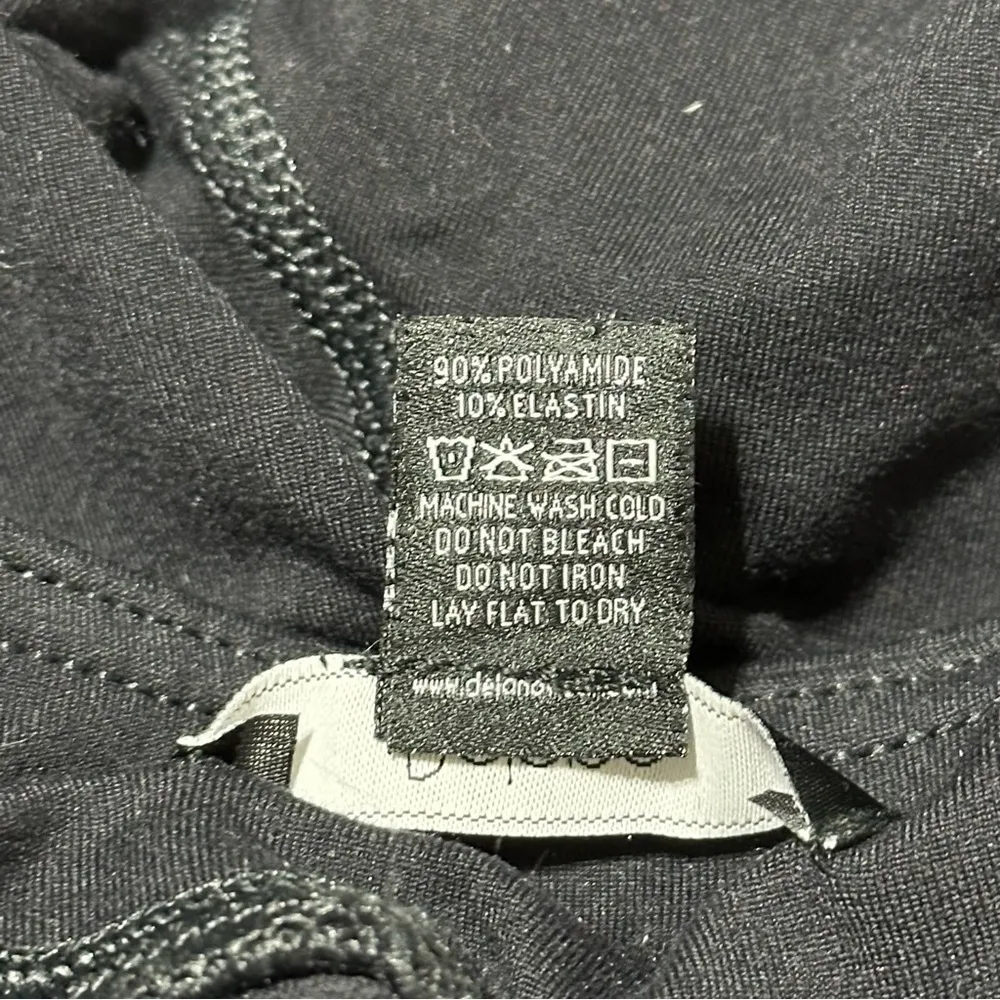 90% POLYAMIDE
10% ELASTIN
MACHINE WASH COLD
DO NOT BLEACH
DO NOT IRON
LAY FLAT TO DRY